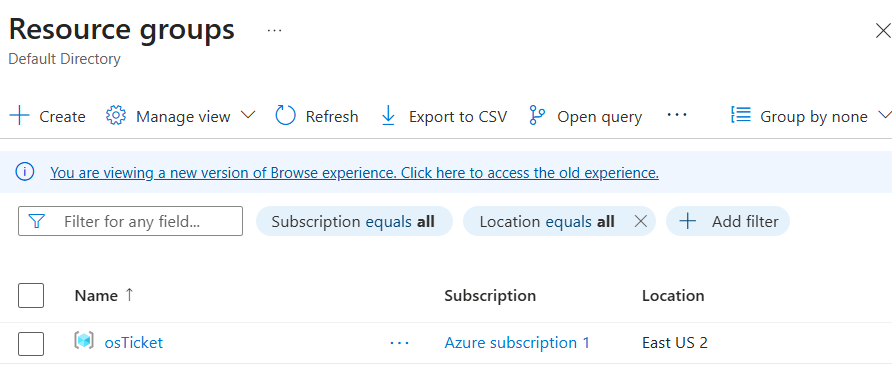 Resource groups ...
Default Directory
Create Manage view Refresh Export to CSV Open query ... Group by none
You are viewing a new version of Browse experience. Click here to access the old experience.
Filter for any field... Subscription equals all Location equals all Add filter
Name ↑ Subscription Location
osTicket ... Azure subscription 1 East US 2